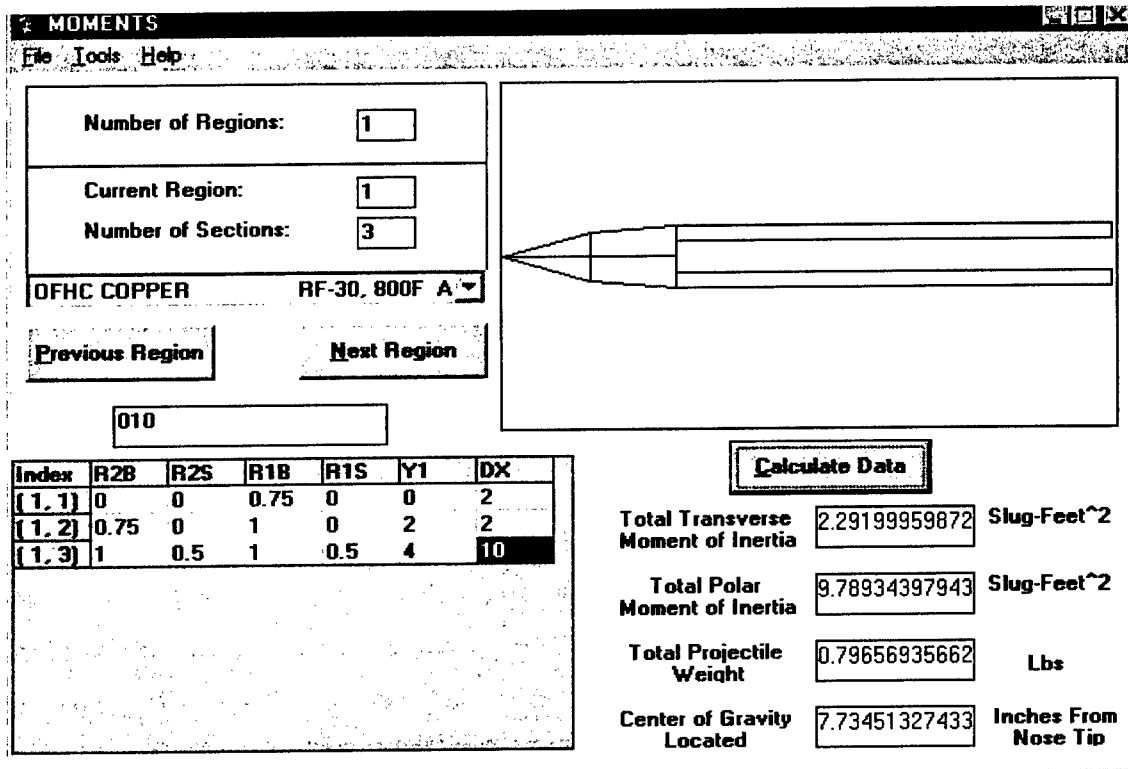 MOMENTS
File Tools Help
Number of Regions: 1
Current Region: 1
Number of Sections: 3
OFHC COPPER RF-30, 800F A
Previous Region Next Region
010
Index R2B R2S R1B R1S Y1 DX
( 1, 1) 0 0 0.75 0 0 2
( 1, 2) 0.75 0 1 0 2 2
( 1, 3) 1 0.5 1 0.5 4 10
Calculate Data
Total Transverse
Moment of Inertia 2.29199959872 Slug-Feet^2
Total Polar
Moment of Inertia 9.78934397943 Slug-Feet^2
Total Projectile
Weight 0.79656935662 Lbs
Center of Gravity
Located 7.73451327433 Inches From
Nose Tip